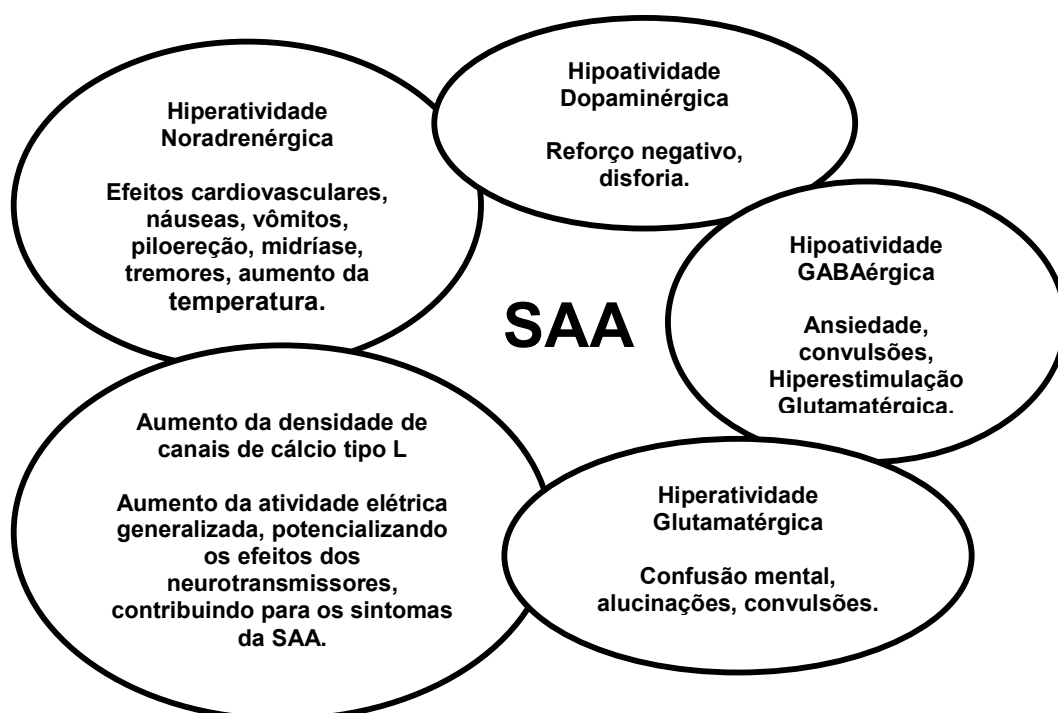 Hiperatividade
Noradrenérgica
Efeitos cardiovasculares,
náuseas, vômitos,
piloereção, midríase,
tremores, aumento da
temperatura.
Hipoatividade
Dopaminérgica
Reforço negativo,
disforia.
Hipoatividade
GABAérgica
Ansiedade,
convulsões,
Hiperestimulação
Glutamatérgica.
SAA
Aumento da densidade de
canais de cálcio tipo L
Aumento da atividade elétrica
generalizada, potencializando
os efeitos dos
neurotransmissores,
contribuindo para os sintomas
da SAA.
Hiperatividade
Glutamatérgica
Confusão mental,
alucinações, convulsões.